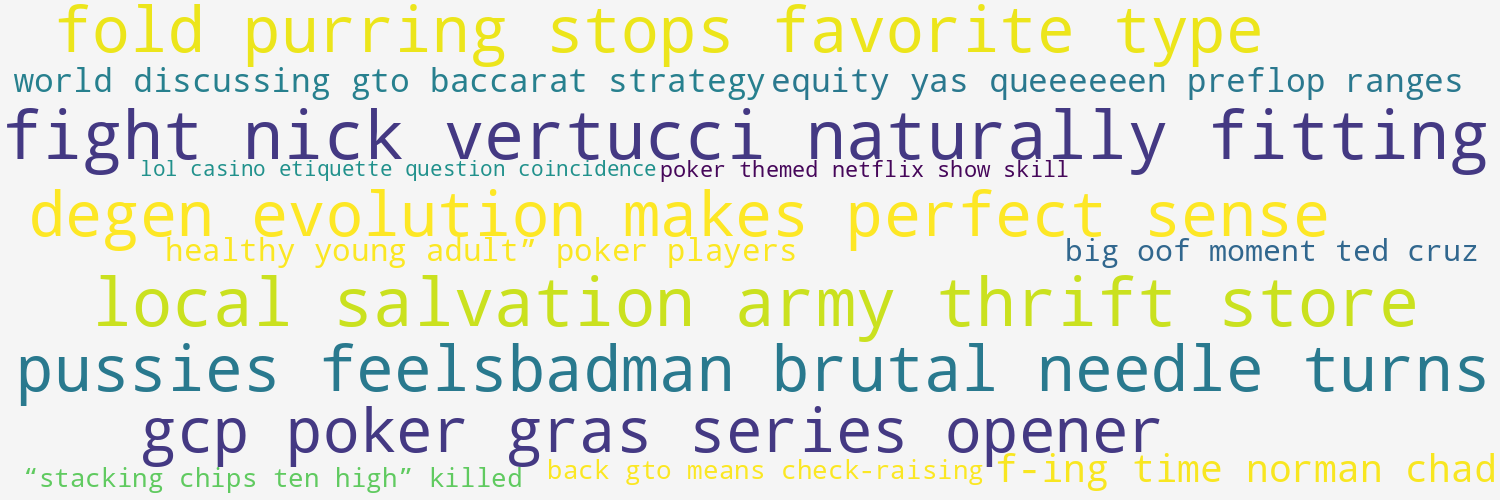 fold purring stops favorite type
world discussing gto baccarat strategy equity yas queeeeeeen preflop ranges
fight nick vertucci naturally fitting
lol casino etiquette question coincidence poker themed netflix show skill
degen evolution makes perfect sense
healthy young adult” poker players big oof moment ted cruz
local salvation army thrift store
pussies feelsbadman brutal needle turns
gcp poker gras series opener
“stacking chips ten high” killed back gto means check-raising f-ing time norman chad